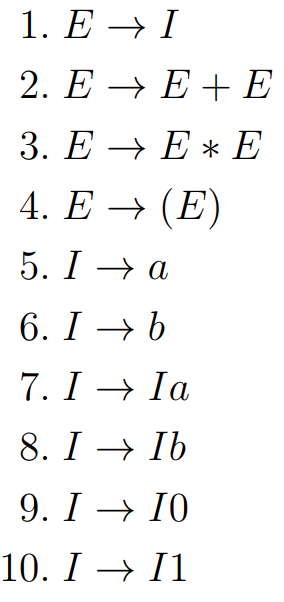 1. E → I
2. E → E + E
3. E → E ∗ E
4. E → (E)
5. I → a
6. I → b
7. I → Ia
8. I → Ib
9. I → I0
10. I → I1